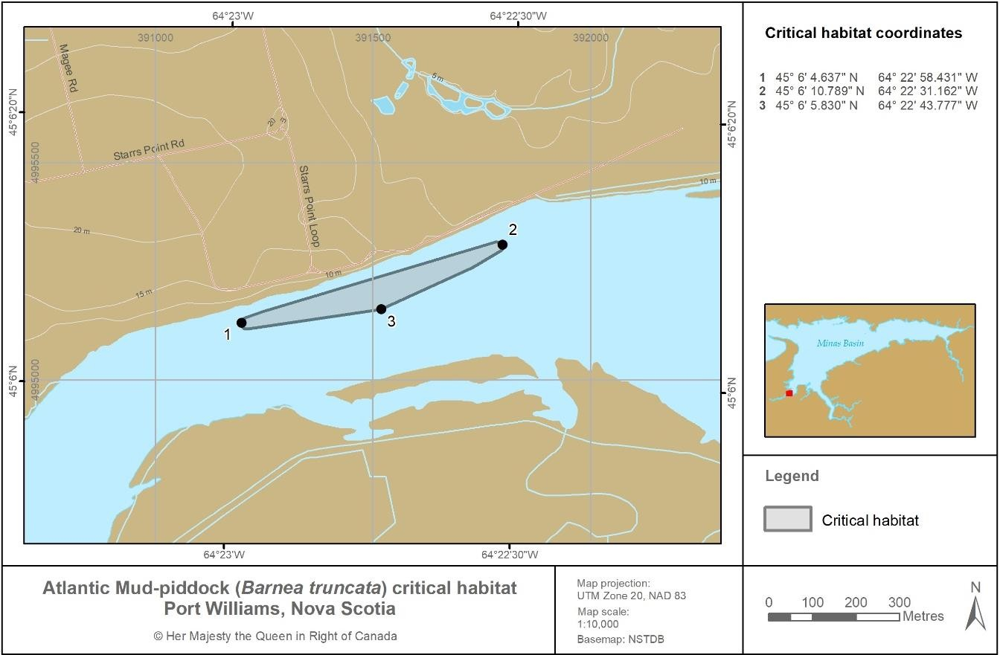 64°23'W
64°22'30"W
391000
391500
392000
Magee Rd
5 m
45°6'20"N
45°6'20"N
20 m
Starrs Point Rd
4995500
Starrs Point Loop
10 m
20 m
2
10 m
15 m
1
3
4995000
45°6'N
45°6'N
64°23'W
64°22'30"W
Critical habitat coordinates
1 45° 6' 4.637" N 64° 22' 58.431" W
2 45° 6' 10.789" N 64° 22' 31.162" W
3 45° 6' 5.830" N 64° 22' 43.777" W
Minas Basin
Legend
Critical habitat
Atlantic Mud-piddock (Barnea truncata) critical habitat
Port Williams, Nova Scotia
© Her Majesty the Queen in Right of Canada
Map projection:
UTM Zone 20, NAD 83
Map scale:
1:10,000
Basemap: NSTDB
0 100 200 300
Metres
N